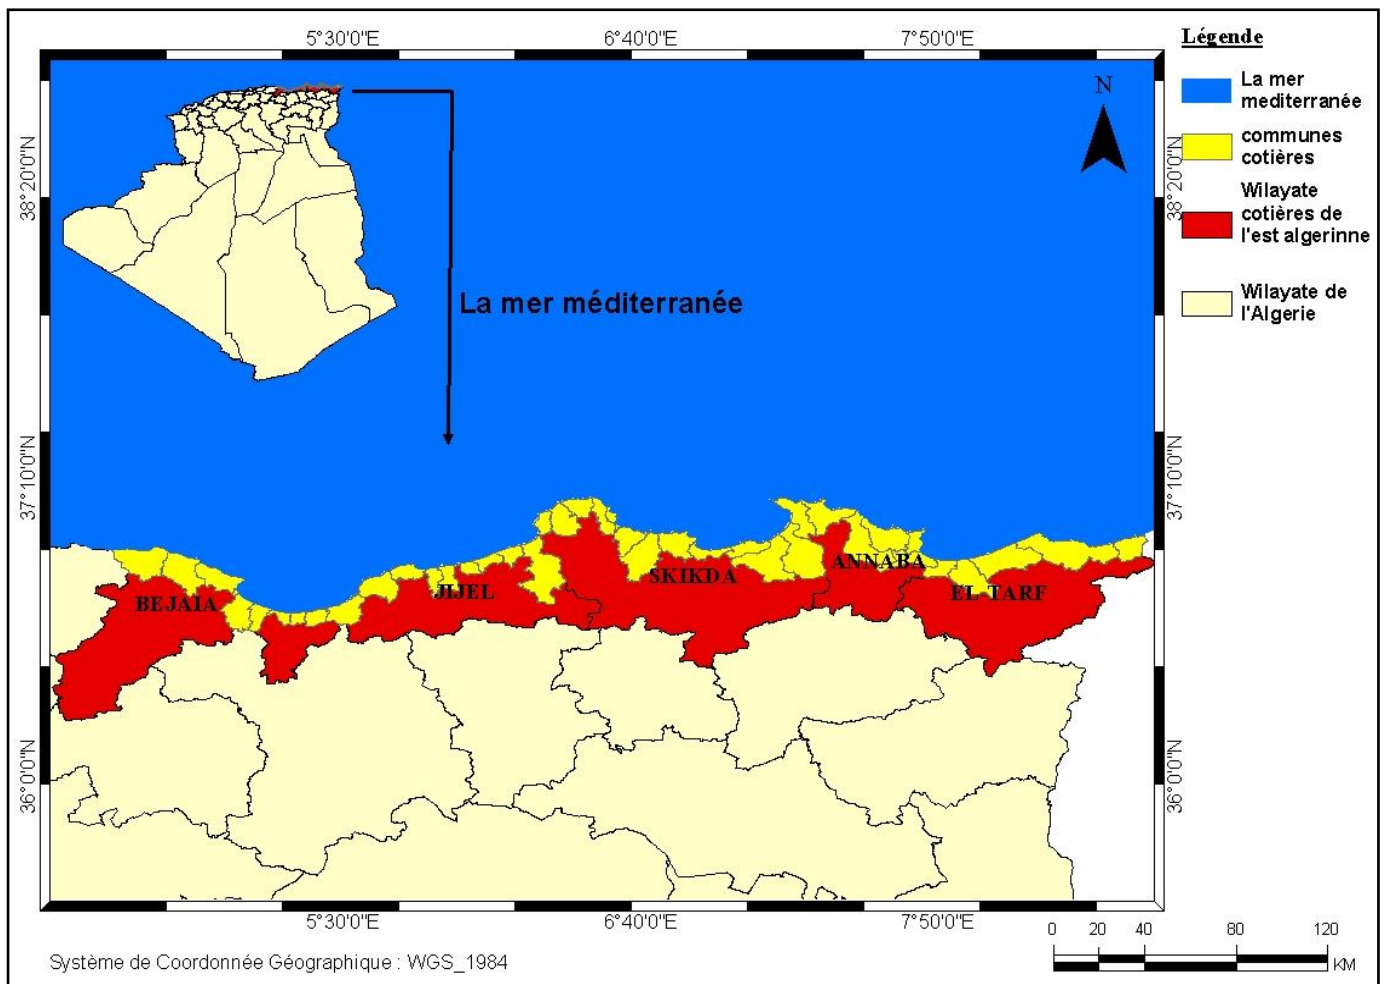 5°30'0"E
6°40'0"E
7°50'0"E
Légende
La mer
mediterranée
communes
cotières
Wilayate
cotières de
l'est algerinne
Wilayate de
l'Algerie
N
38°20'0"N
38°20'0"N
La mer méditerranée
37°10'0"N
37°10'0"N
BEJAIA
JIJEL
SKIKDA
ANNABA
EL TARF
36°0'0"N
36°0'0"N
5°30'0"E
6°40'0"E
7°50'0"E
0 20 40 80 120
KM
Système de Coordonnée Géographique : WGS_1984